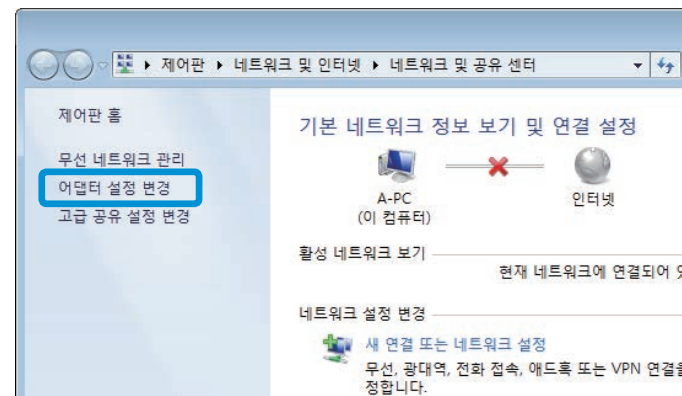 제어판 ▸ 네트워크 및 인터넷 ▸ 네트워크 및 공유 센터
제어판 홈
무선 네트워크 관리
어댑터 설정 변경
고급 공유 설정 변경
기본 네트워크 정보 보기 및 연결 설정
A-PC
(이 컴퓨터)
인터넷
활성 네트워크 보기
현재 네트워크에 연결되어
네트워크 설정 변경
새 연결 또는 네트워크 설정
무선, 광대역, 전화 접속, 애드혹 또는 VPN 연결을
정합니다.